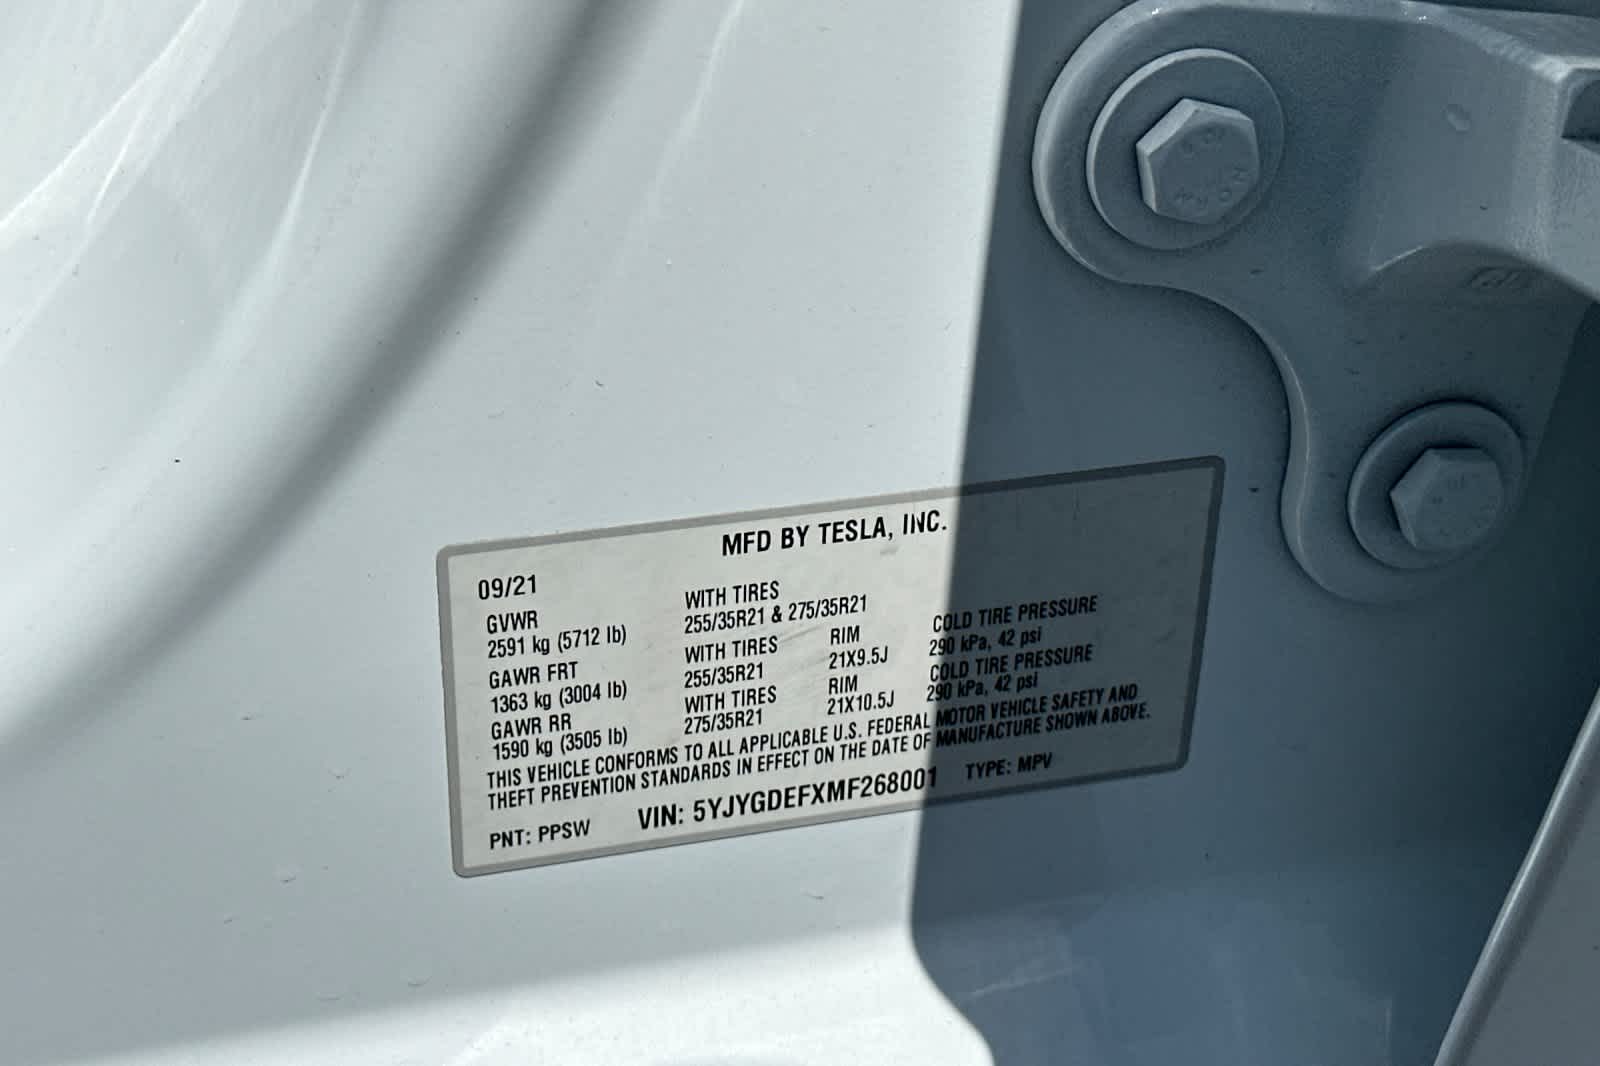 MFD BY TESLA, INC.
09/21
GVWR WITH TIRES
2591 kg (5712 lb) 255/35R21 & 275/35R21
GAWR FRT WITH TIRES RIM COLD TIRE PRESSURE
1363 kg (3004 lb) 255/35R21 21X9.5J 290 kPa, 42 psi
GAWR RR WITH TIRES RIM COLD TIRE PRESSURE
1590 kg (3505 lb) 275/35R21 21X10.5J 290 kPa, 42 psi
THIS VEHICLE CONFORMS TO ALL APPLICABLE U.S. FEDERAL MOTOR VEHICLE SAFETY AND
THEFT PREVENTION STANDARDS IN EFFECT ON THE DATE OF MANUFACTURE SHOWN ABOVE.
PNT: PPSW VIN: 5YJYGDEFXMF268001 TYPE: MPV